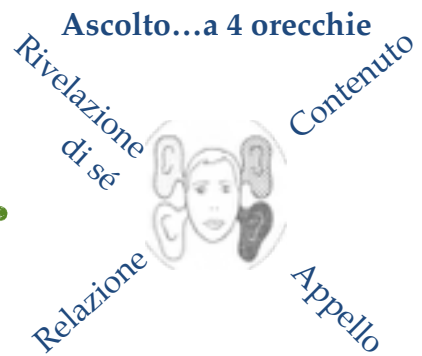 Ascolto…a 4 orecchie
Rivelazione
di sé
Contenuto
Relazione
Appello